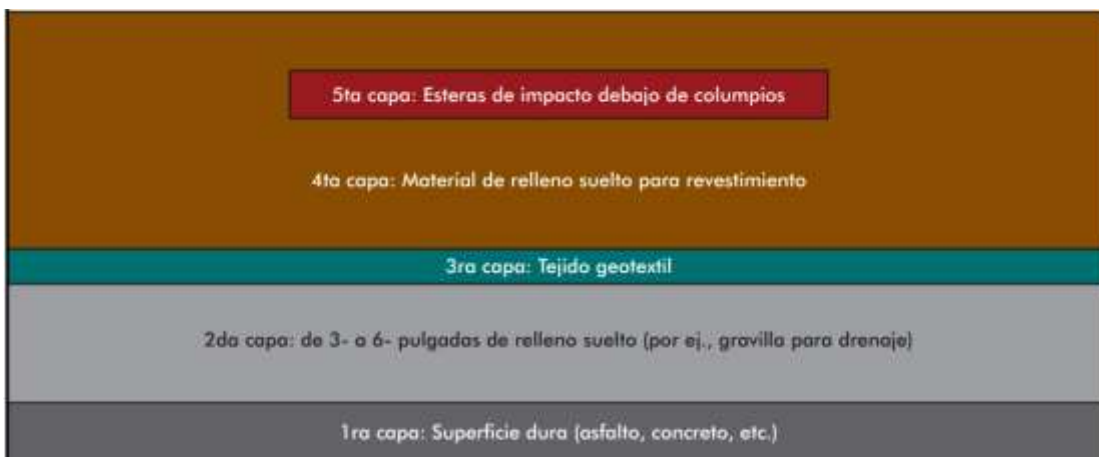 5ta capa: Esteras de impacto debajo de columpios
4ta capa: Material de relleno suelto para revestimiento
3ra capa: Tejido geotextil
2da capa: de 3- a 6- pulgadas de relleno suelto (por ej., gravilla para drenaje)
1ra capa: Superficie dura (asfalto, concreto, etc.)